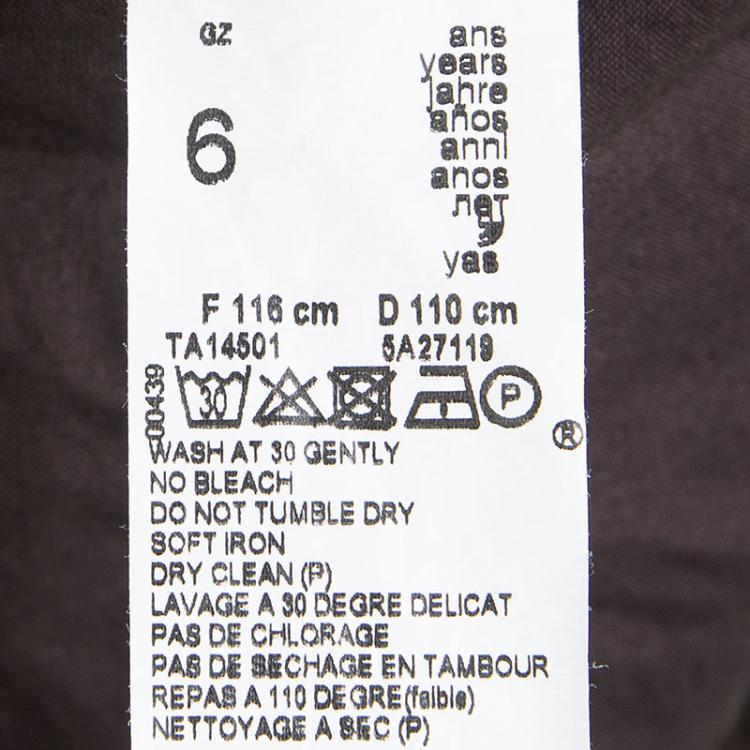 GZ
6
ans
years
jahre
años
anni
anos
лет
yas
F 116 cm D 110 cm
TA14501 5A27119
00439
30
P
®
WASH AT 30 GENTLY
NO BLEACH
DO NOT TUMBLE DRY
SOFT IRON
DRY CLEAN (P)
LAVAGE A 30 DEGRE DELICAT
PAS DE CHLORAGE
PAS DE SECHAGE EN TAMBOUR
REPAS A 110 DEGRE(faible)
NETTOYAGE A SEC (P)